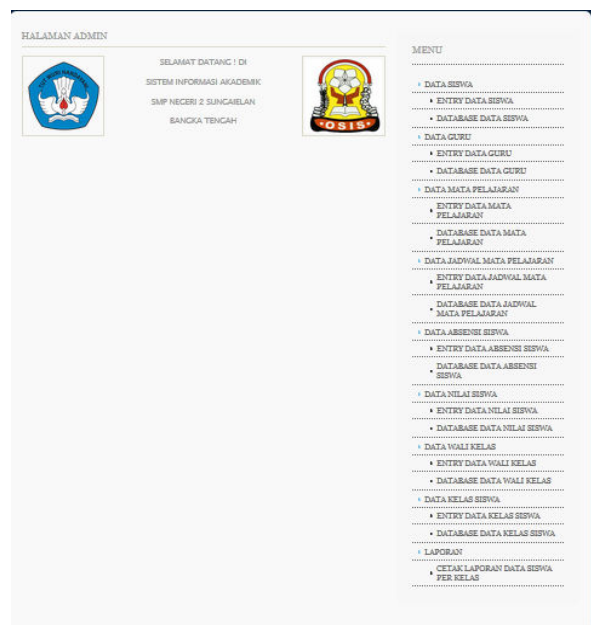 HALAMAN ADMIN
SELAMAT DATANG ! DI
SISTEM INFORMASI AKADEMIK
SMP NEGERI 2 SUNGAIELAN
BANGKA TENGAH
TUT WURI HANDAYANI
OSIS
MENU
DATA SISWA
ENTRY DATA SISWA
DATABASE DATA SISWA
DATA GURU
ENTRY DATA GURU
DATABASE DATA GURU
DATA MATA PELAJARAN
ENTRY DATA MATA
PELAJARAN
DATABASE DATA MATA
PELAJARAN
DATA JADWAL MATA PELAJARAN
ENTRY DATA JADWAL MATA
PELAJARAN
DATABASE DATA JADWAL
MATA PELAJARAN
DATA ABSENSI SISWA
ENTRY DATA ABSENSI SISWA
DATABASE DATA ABSENSI
SISWA
DATA NILAI SISWA
ENTRY DATA NILAI SISWA
DATABASE DATA NILAI SISWA
DATA WALI KELAS
ENTRY DATA WALI KELAS
DATABASE DATA WALI KELAS
DATA KELAS SISWA
ENTRY DATA KELAS SISWA
DATABASE DATA KELAS SISWA
LAPORAN
CETAK LAPORAN DATA SISWA
PER KELAS